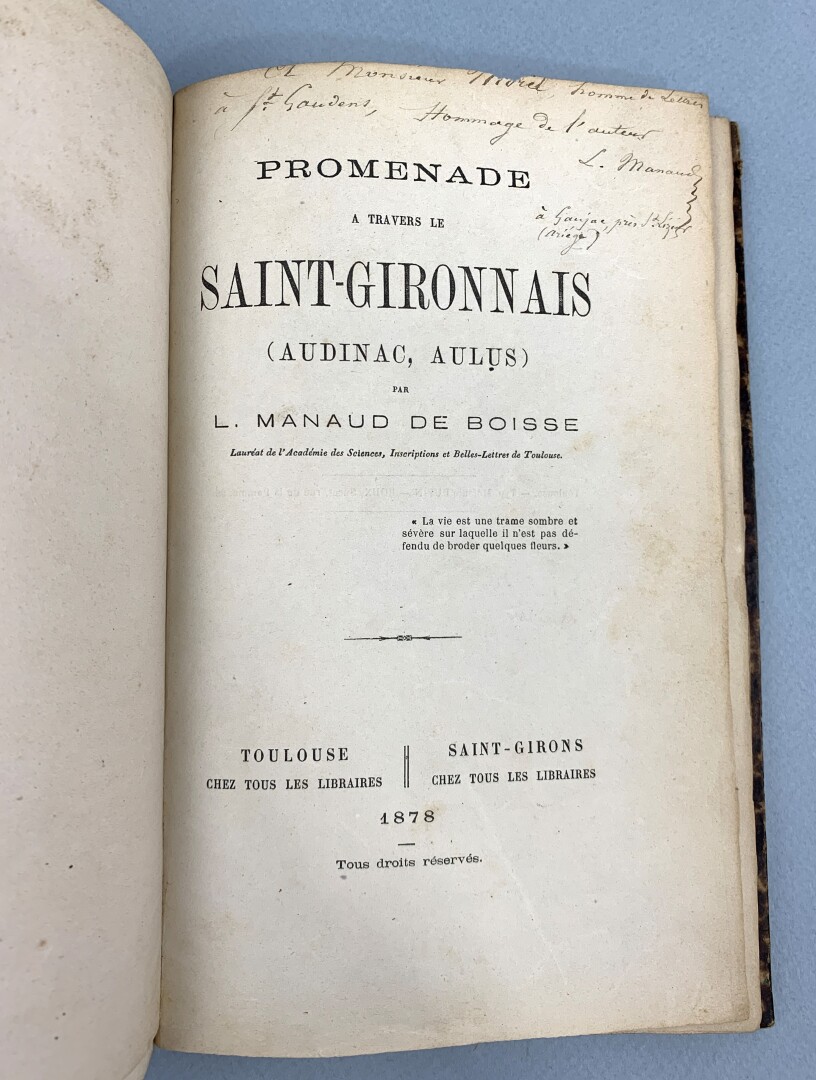 A Monsieur homme de Lettres
à St Gaudens, Hommage de l'auteur
L. Manaud
à Gaujac, près St Lizier
(Ariège)
PROMENADE
A TRAVERS LE
SAINT-GIRONNAIS
(AUDINAC, AULUS)
PAR
L. MANAUD DE BOISSE
Lauréat de l'Académie des Sciences, Inscriptions et Belles-Lettres de Toulouse.
« La vie est une trame sombre et
sévère sur laquelle il n'est pas dé-
fendu de broder quelques fleurs. »
TOULOUSE
CHEZ TOUS LES LIBRAIRES
SAINT-GIRONS
CHEZ TOUS LES LIBRAIRES
1878
Tous droits réservés.